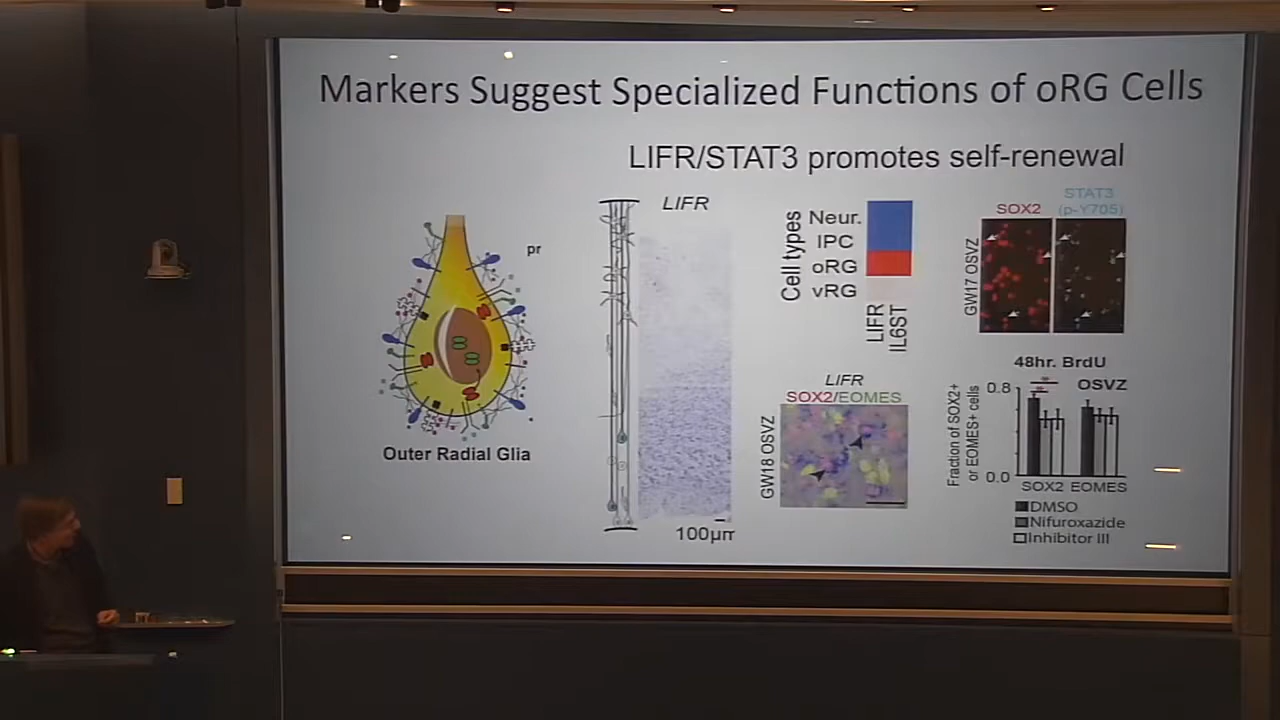 Markers Suggest Specialized Functions of oRG Cells
LIFR/STAT3 promotes self-renewal
pr
Outer Radial Glia
LIFR
100µm
Cell types
Neur.
IPC
oRG
vRG
LIFR
IL6ST
SOX2
STAT3
(p-Y705)
GW17 OSVZ
LIFR
SOX2/EOMES
GW18 OSVZ
48hr. BrdU
OSVZ
Fraction of SOX2+
or EOMES+ cells
0.8
0.0
SOX2 EOMES
DMSO
Nifuroxazide
Inhibitor III